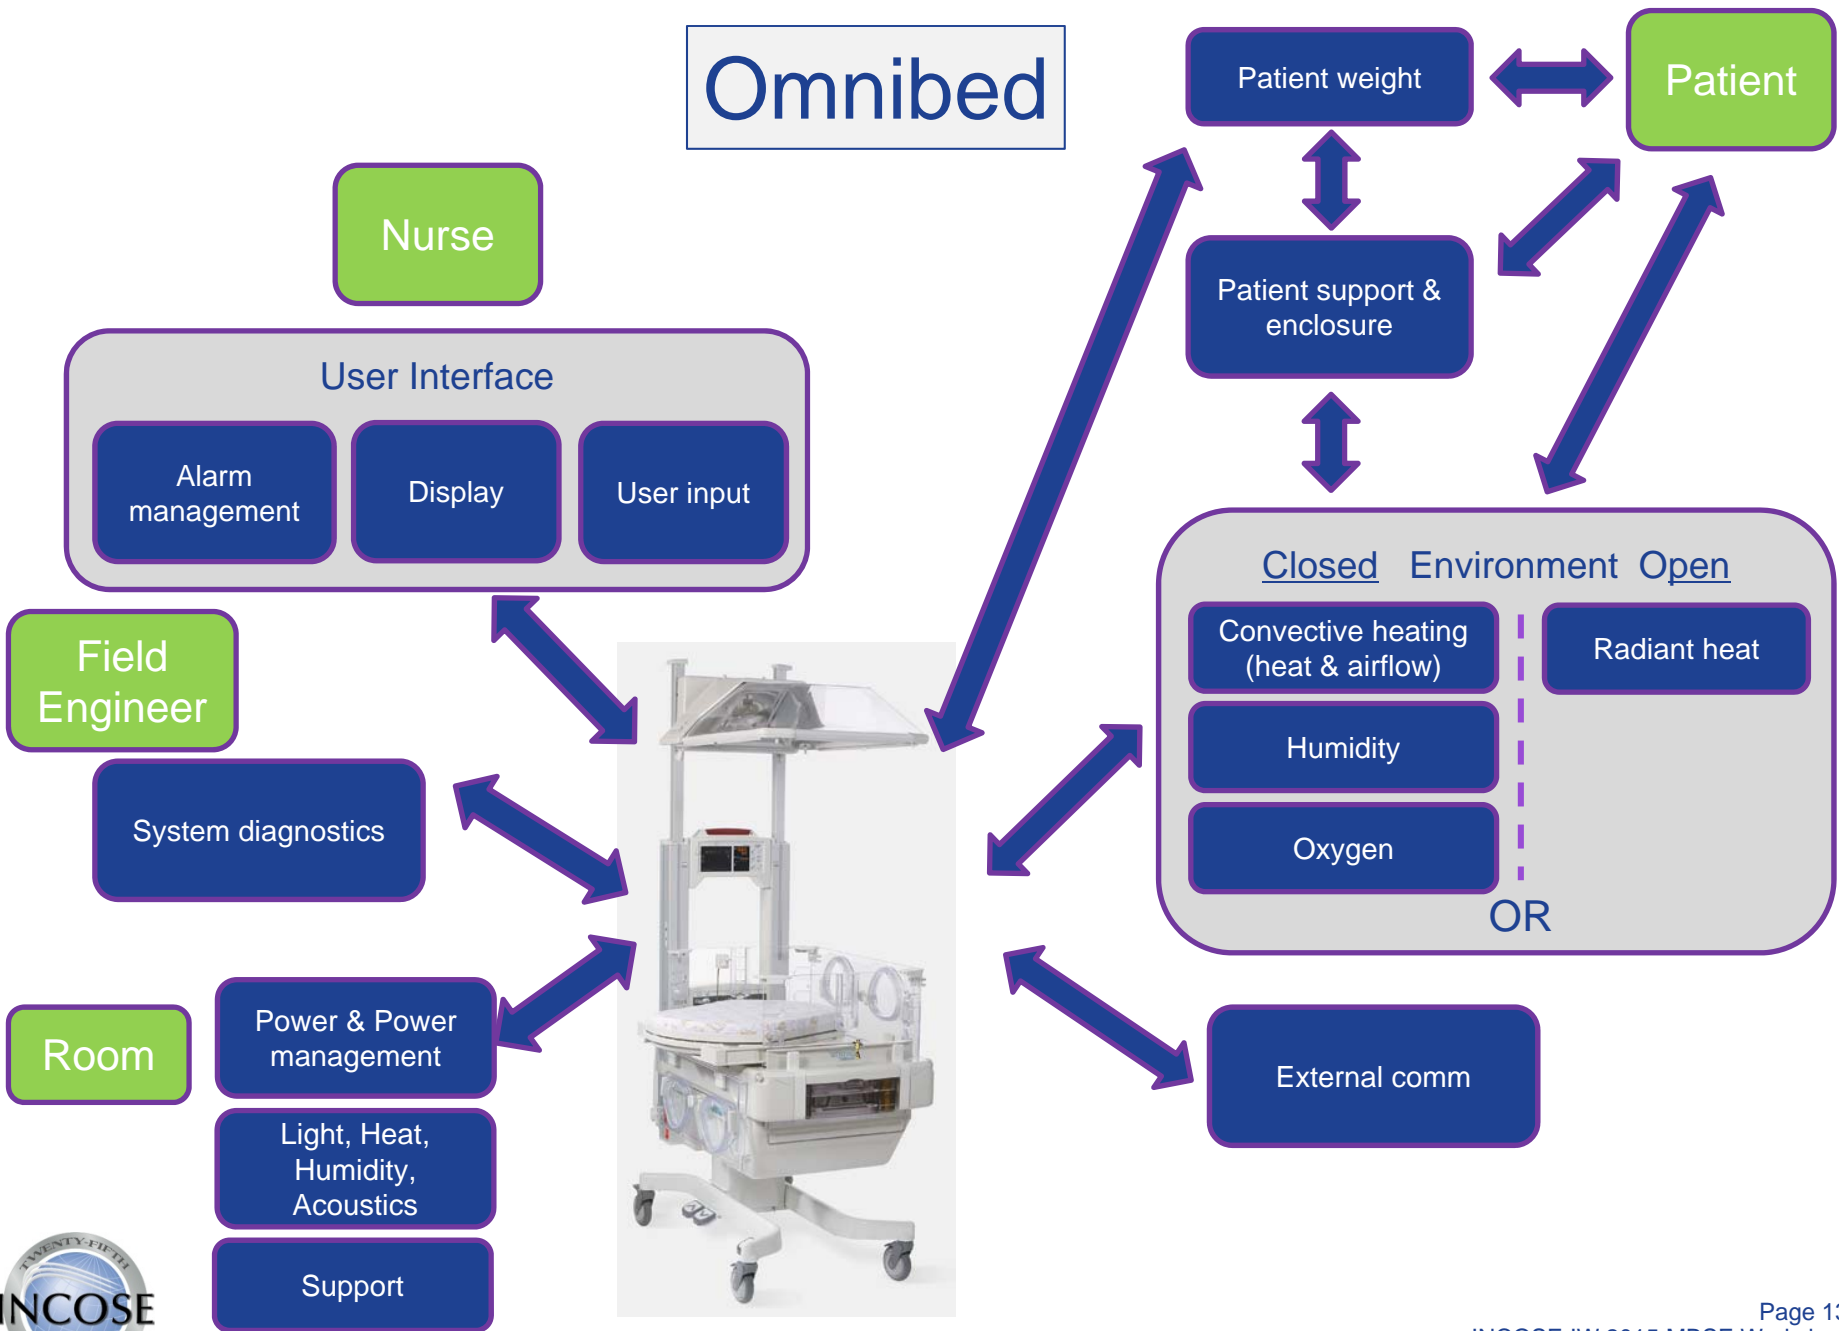 Omnibed
Patient weight
Patient
Nurse
Patient support &
enclosure
User Interface
Alarm
management
Display
User input
Closed Environment Open
Convective heating
(heat & airflow)
Radiant heat
Humidity
Oxygen
OR
Field
Engineer
System diagnostics
Room
Power & Power
management
Light, Heat,
Humidity,
Acoustics
Support
External comm
TWENTY-FIFTH
INCOSE
Page 13